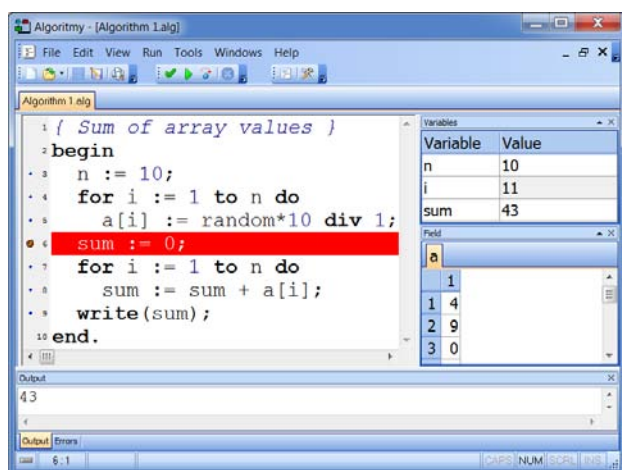 Algoritmy - [Algorithm 1.alg]
File Edit View Run Tools Windows Help
Algorithm 1.alg
1 { Sum of array values }
2 begin
3 n := 10;
4 for i := 1 to n do
5 a[i] := random*10 div 1;
6 sum := 0;
7 for i := 1 to n do
8 sum := sum + a[i];
9 write(sum);
10 end.
Variables
Variable Value
n 10
i 11
sum 43
Field
a
1
1 4
2 9
3 0
Output
43
Output Errors
6:1
CAPS NUM SCRL INS